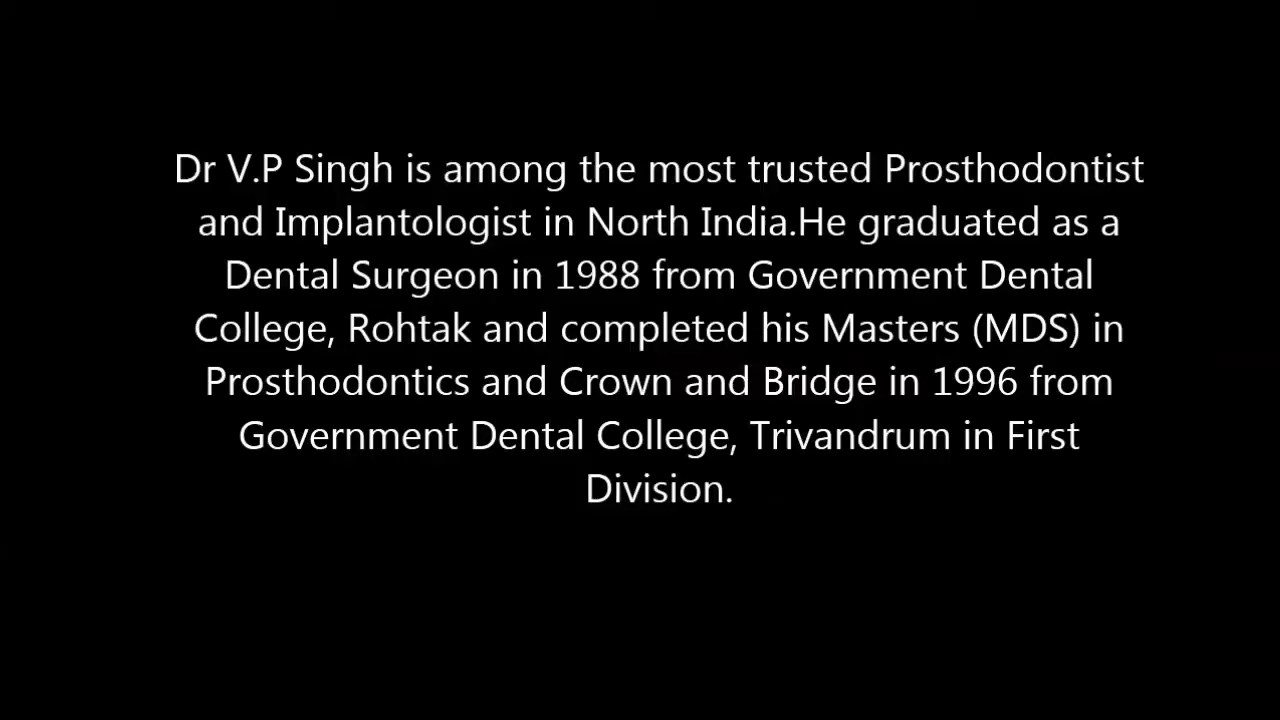 Dr V.P Singh is among the most trusted Prosthodontist
and Implantologist in North India.He graduated as a
Dental Surgeon in 1988 from Government Dental
College, Rohtak and completed his Masters (MDS) in
Prosthodontics and Crown and Bridge in 1996 from
Government Dental College, Trivandrum in First
Division.